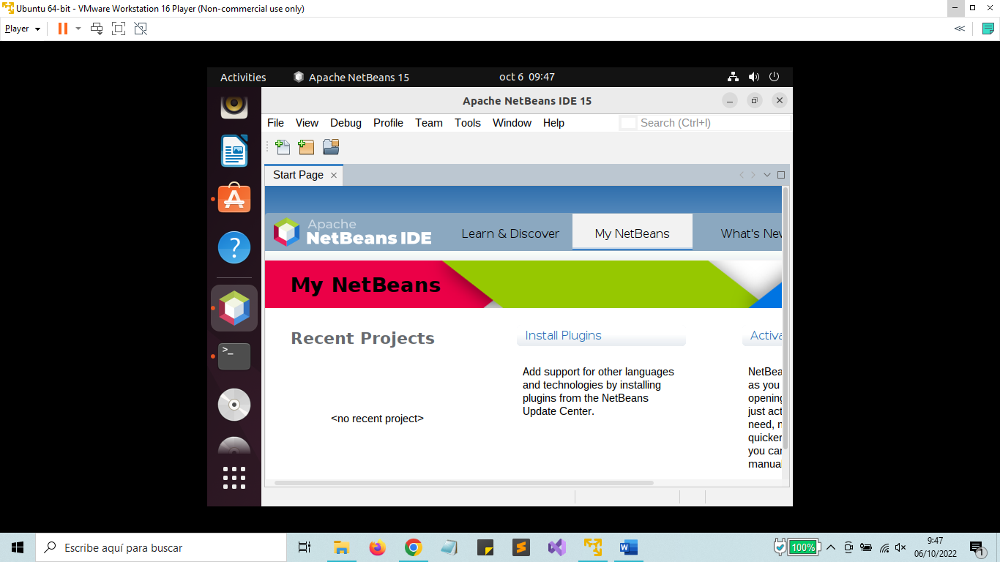 Ubuntu 64-bit - VMware Workstation 16 Player (Non-commercial use only)
Player
Activities
Apache NetBeans 15
oct 6 09:47
Apache NetBeans IDE 15
File View Debug Profile Team Tools Window Help
Search (Ctrl+I)
Start Page
Apache
NetBeans IDE
Learn & Discover
My NetBeans
What's Nev
My NetBeans
Recent Projects
<no recent project>
Install Plugins
Add support for other languages
and technologies by installing
plugins from the NetBeans
Update Center.
Activa
NetBea
as you
opening
just act
need, n
quicker
you can
manua
Escribe aquí para buscar
100%
9:47
06/10/2022
1